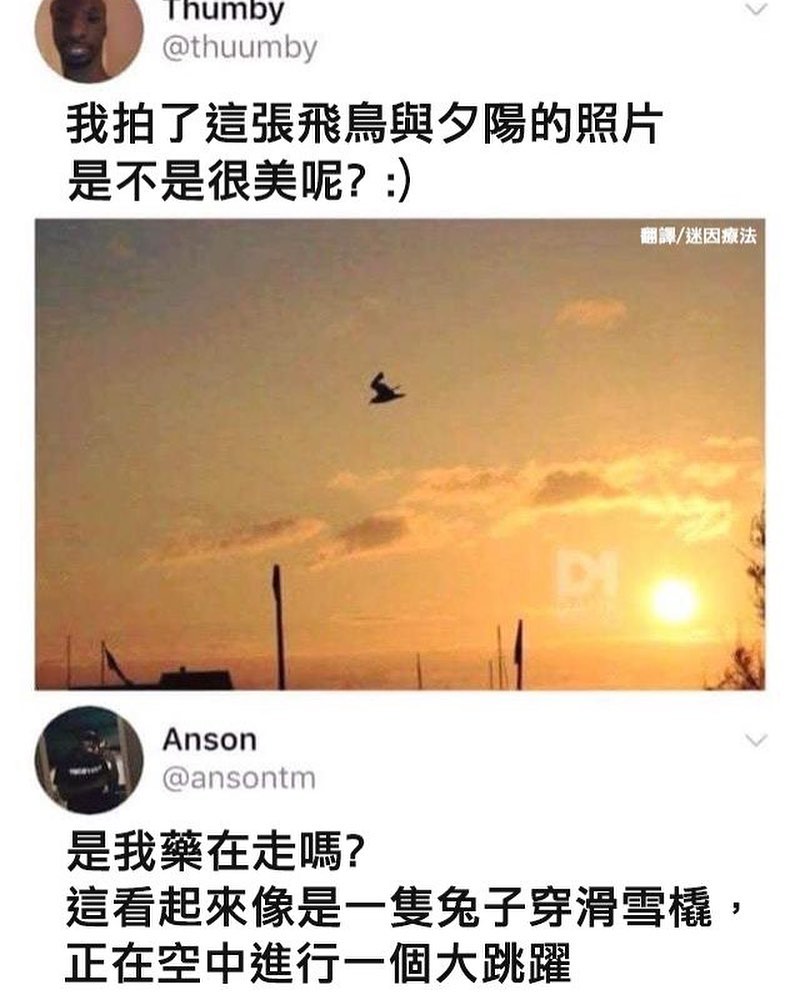 Thumby
@thuumby
我拍了這張飛鳥與夕陽的照片
是不是很美呢? :)
翻譯/迷因療法
DM
Anson
@ansontm
是我藥在走嗎?
這看起來像是一隻兔子穿滑雪橇,
正在空中進行一個大跳躍